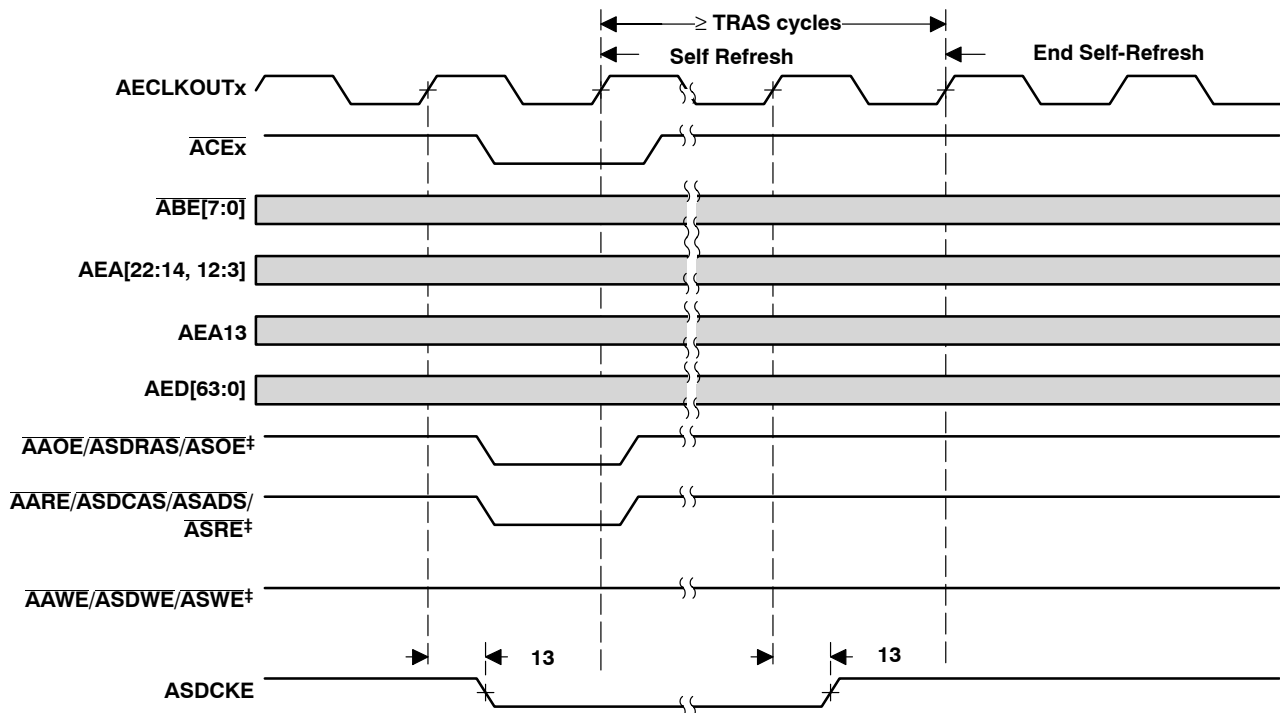 ≥ TRAS cycles
Self Refresh
End Self-Refresh
AECLKOUTx
ACEx
ABE[7:0]
AEA[22:14, 12:3]
AEA13
AED[63:0]
AAOE/ASDRAS/ASOE‡
AARE/ASDCAS/ASADS/
ASRE‡
AAWE/ASDWE/ASWE‡
13
13
ASDCKE